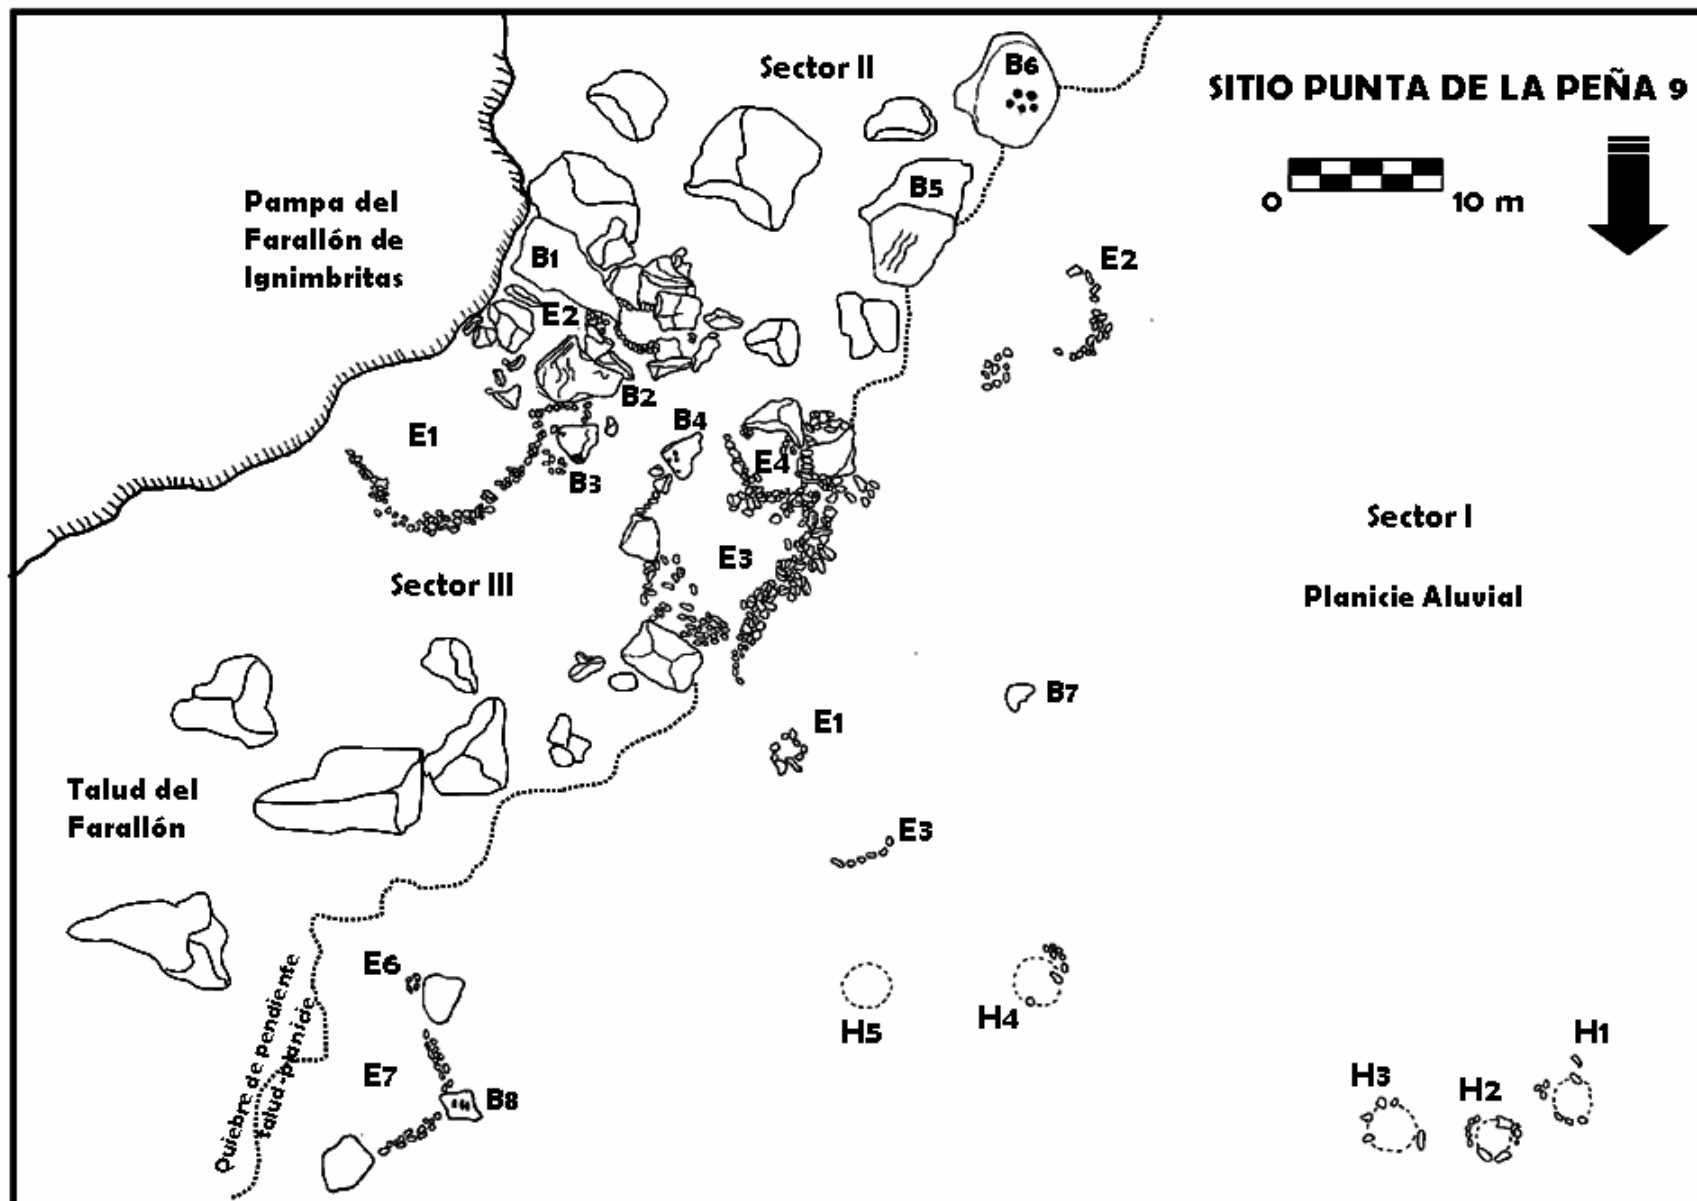 Sector II
B6
SITIO PUNTA DE LA PEÑA 9
B5
0
10 m
Pampa del
Farallón de
Ignimbritas
B1
E2
E2
B2
B4
E1
E4
B3
Sector I
E3
Sector III
Planicie Aluvial
B7
E1
Talud del
Farallón
E3
E6
Quiebre de pendiente
talud-planicie
H5
H4
H1
E7
H3
H2
B8